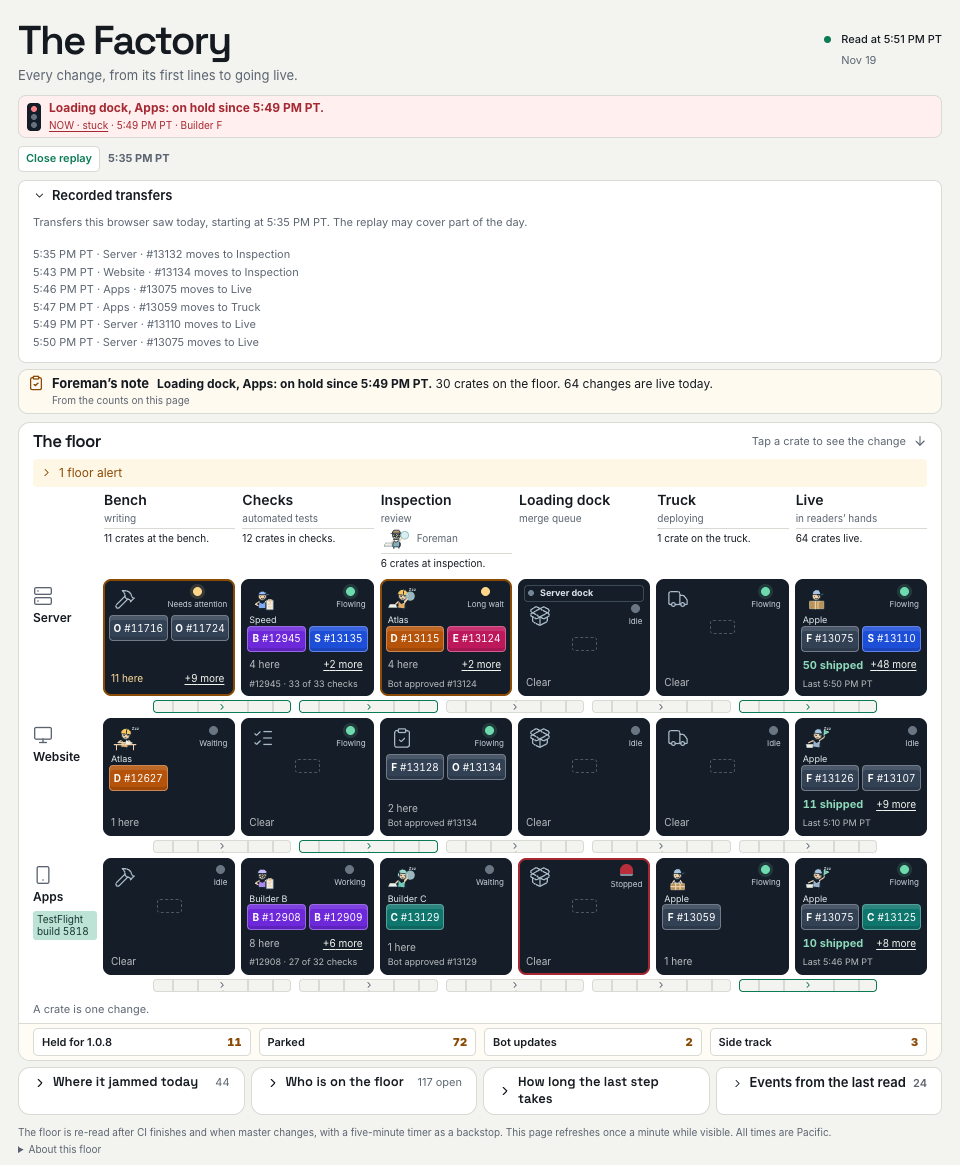 The Factory
Read at 5:51 PM PT
Nov 19
Every change, from its first lines to going live.
Loading dock, Apps: on hold since 5:49 PM PT.
NOW · stuck · 5:49 PM PT · Builder F
Close replay
5:35 PM PT
Recorded transfers
Transfers this browser saw today, starting at 5:35 PM PT. The replay may cover part of the day.
5:35 PM PT · Server · #13132 moves to Inspection
5:43 PM PT · Website · #13134 moves to Inspection
5:46 PM PT · Apps · #13075 moves to Live
5:47 PM PT · Apps · #13059 moves to Truck
5:49 PM PT · Server · #13110 moves to Live
5:50 PM PT · Server · #13075 moves to Live
Foreman’s note Loading dock, Apps: on hold since 5:49 PM PT. 30 crates on the floor. 64 changes are live today.
From the counts on this page
The floor
Tap a crate to see the change
1 floor alert
Bench
writing
11 crates at the bench.
Checks
automated tests
12 crates in checks.
Inspection
review
Foreman
6 crates at inspection.
Loading dock
merge queue
Truck
deploying
1 crate on the truck.
Live
in readers’ hands
64 crates live.
Server
Needs attention
O #11716
O #11724
11 here
+9 more
Flowing
Speed
B #12945
S #13135
4 here
+2 more
#12945 · 33 of 33 checks
Long wait
Atlas
D #13115
E #13124
4 here
+2 more
Bot approved #13124
Server dock
Idle
Clear
Flowing
Clear
Flowing
Apple
F #13075
S #13110
50 shipped
+48 more
Last 5:50 PM PT
Website
Waiting
Atlas
D #12627
1 here
Flowing
Clear
Flowing
F #13128
O #13134
2 here
Bot approved #13134
Idle
Clear
Idle
Clear
Idle
Apple
F #13126
F #13107
11 shipped
+9 more
Last 5:10 PM PT
Apps
TestFlight
build 5818
Idle
Clear
Working
Builder B
B #12908
B #12909
8 here
+6 more
#12908 · 27 of 32 checks
Waiting
Builder C
C #13129
1 here
Bot approved #13129
Stopped
Clear
Flowing
Apple
F #13059
1 here
Flowing
Apple
F #13075
C #13125
10 shipped
+8 more
Last 5:46 PM PT
A crate is one change.
Held for 1.0.8 11
Parked 72
Bot updates 2
Side track 3
Where it jammed today 44
Who is on the floor 117 open
How long the last step
takes
Events from the last read 24
The floor is re-read after CI finishes and when master changes, with a five-minute timer as a backstop. This page refreshes once a minute while visible. All times are Pacific.
About this floor